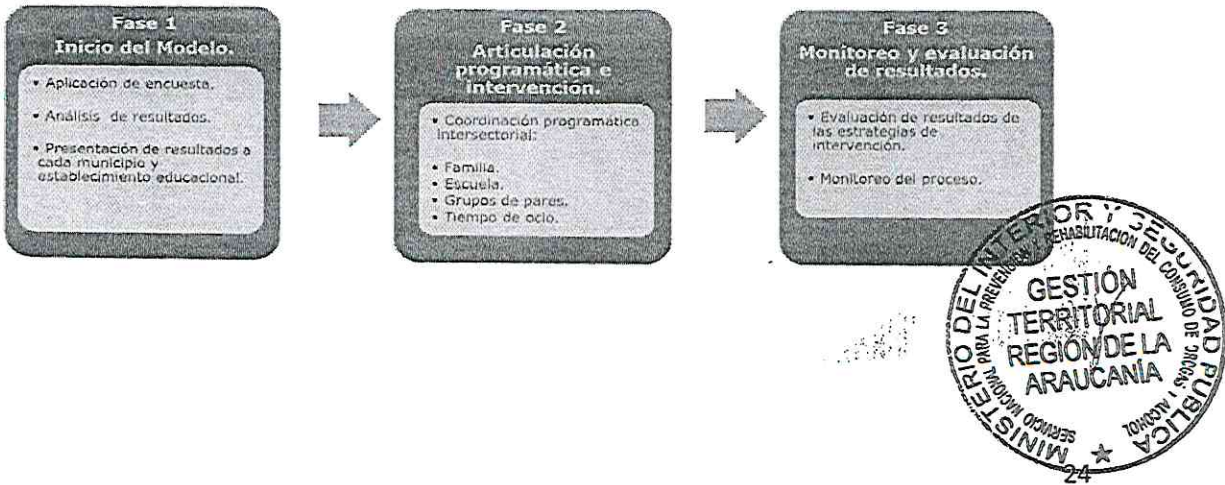 Fase 1
Inicio del Modelo.
• Aplicación de encuesta.
• Análisis de resultados.
• Presentación de resultados a
cada municipio y
establecimiento educacional.
Fase 2
Articulación
programática e
intervención.
• Coordinación programática
Intersectorial:
• Familia.
• Escuela.
• Grupos de pares.
• Tiempo de ocio.
Fase 3
Monitoreo y evaluación
de resultados.
• Evaluación de resultados de
las estrategias de
intervención.
• Monitoreo del proceso.
MINISTERIO DEL INTERIOR Y SEGURIDAD PUBLICA
SERVICIO NACIONAL PARA LA PREVENCIÓN Y REHABILITACIÓN DEL CONSUMO DE DROGAS Y ALCOHOL
GESTIÓN
TERRITORIAL
REGIÓN DE LA
ARAUCANÍA
24